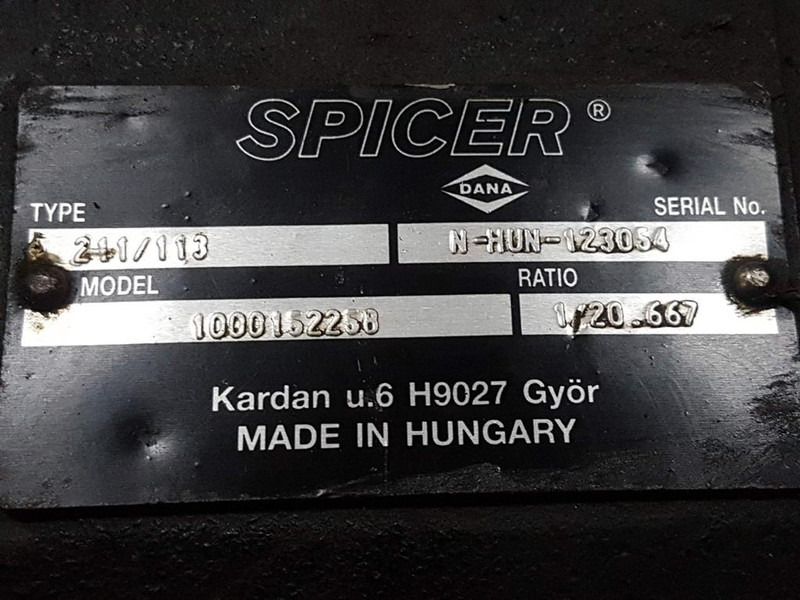 SPICER®
DANA
TYPE SERIAL No.
211/113 N-HUN-123054
MODEL RATIO
1000152258 1/20.667
Kardan u.6 H9027 Györ
MADE IN HUNGARY